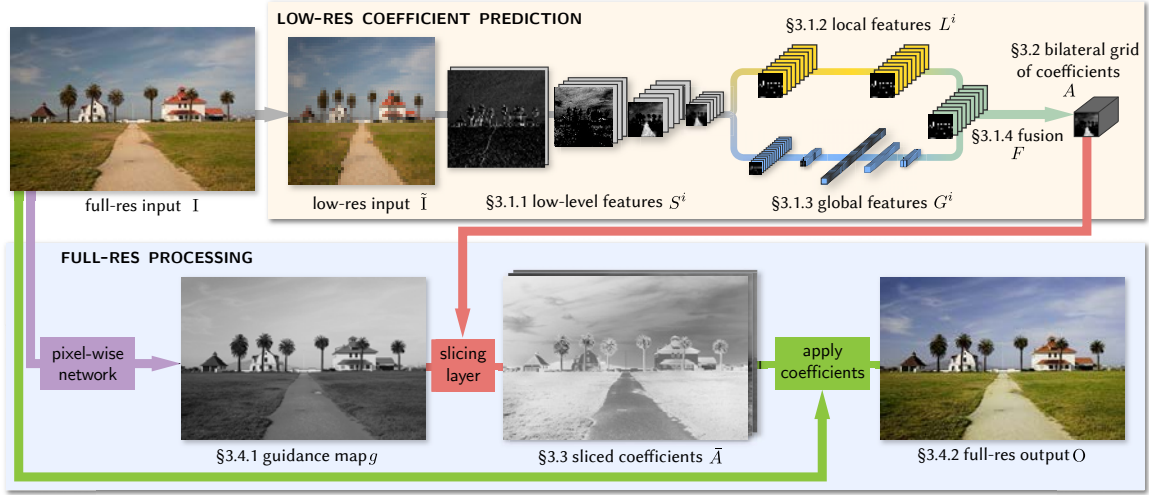 LOW-RES COEFFICIENT PREDICTION
§3.1.2 local features Lⁱ
§3.2 bilateral grid
of coefficients
A
§3.1.4 fusion
F
full-res input I
low-res input Ĩ
§3.1.1 low-level features Sⁱ
§3.1.3 global features Gⁱ
FULL-RES PROCESSING
pixel-wise
network
slicing
layer
apply
coefficients
§3.4.1 guidance map g
§3.3 sliced coefficients Ā
§3.4.2 full-res output O